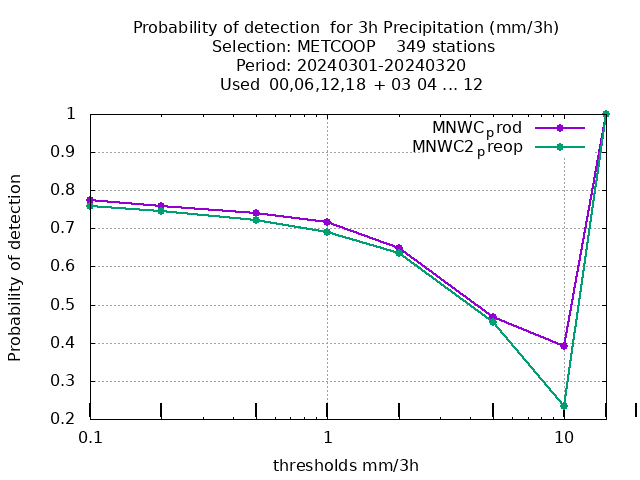 Probability of detection  for 3h Precipitation (mm/3h)
Selection: METCOOP    349 stations
Period: 20240301-20240320
Used  00,06,12,18  + 03 04 ... 12
MNWCprod
MNWC2preop
1
0.9
0.8
0.7
0.6
0.5
0.4
0.3
0.2
Probability of detection
0.1 1 10
thresholds mm/3h